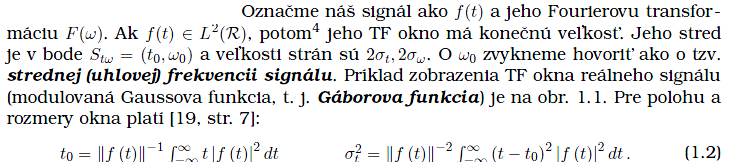 Označme náš signál ako f(t) a jeho Fourierovu transfor-
máciu F(ω). Ak f(t) ∈ L²(ℛ), potom⁴ jeho TF okno má konečnú veľkosť. Jeho stred
je v bode S_{tω} = (t₀, ω₀) a veľkosti strán sú 2σ_t, 2σ_ω. O ω₀ zvykneme hovoriť ako o tzv.
strednej (uhlovej) frekvencii signálu. Príklad zobrazenia TF okna reálneho signálu
(modulovaná Gaussova funkcia, t. j. Gáborova funkcia) je na obr. 1.1. Pre polohu a
rozmery okna platí [19, str. 7]:
t₀ = ‖f (t)‖⁻¹ ∫_{−∞}^{∞} t |f (t)|² dt σ_t² = ‖f (t)‖⁻² ∫_{−∞}^{∞} (t − t₀)² |f (t)|² dt . (1.2)